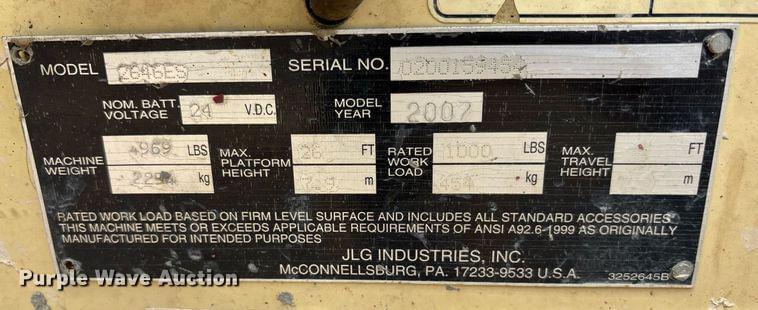 MODEL 2646ES SERIAL NO.
NOM. BATT. VOLTAGE 24 V.D.C. MODEL YEAR 2007
MACHINE WEIGHT LBS kg MAX. PLATFORM HEIGHT 26 FT 7.9 m RATED WORK LOAD 1000 LBS 454 kg MAX. TRAVEL HEIGHT FT m
RATED WORK LOAD BASED ON FIRM LEVEL SURFACE AND INCLUDES ALL STANDARD ACCESSORIES.
THIS MACHINE MEETS OR EXCEEDS APPLICABLE REQUIREMENTS OF ANSI A92.6-1999 AS ORIGINALLY
MANUFACTURED FOR INTENDED PURPOSES
JLG INDUSTRIES, INC.
McCONNELLSBURG, PA. 17233-9533 U.S.A.
3252645B
Purple Wave Auction